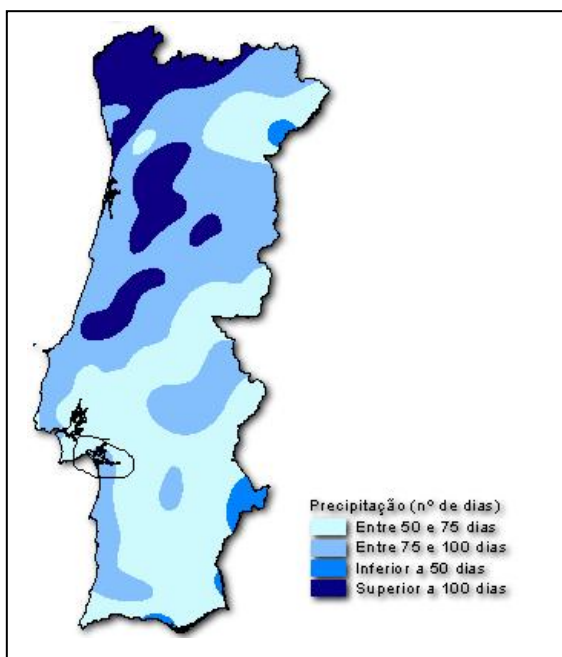 Precipitação (nº de dias)
Entre 50 e 75 dias
Entre 75 e 100 dias
Inferior a 50 dias
Superior a 100 dias